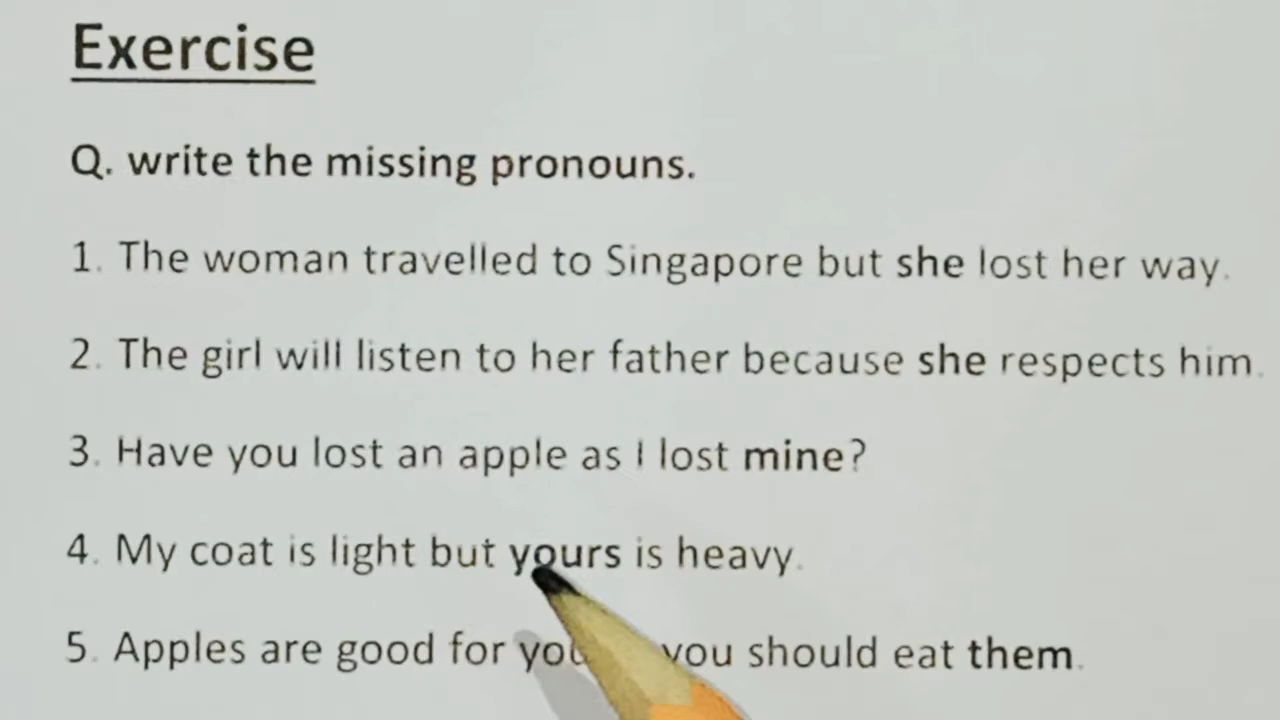 Exercise
Q. write the missing pronouns.
1. The woman travelled to Singapore but she lost her way.
2. The girl will listen to her father because she respects him.
3. Have you lost an apple as I lost mine?
4. My coat is light but yours is heavy.
5. Apples are good for you should eat them.